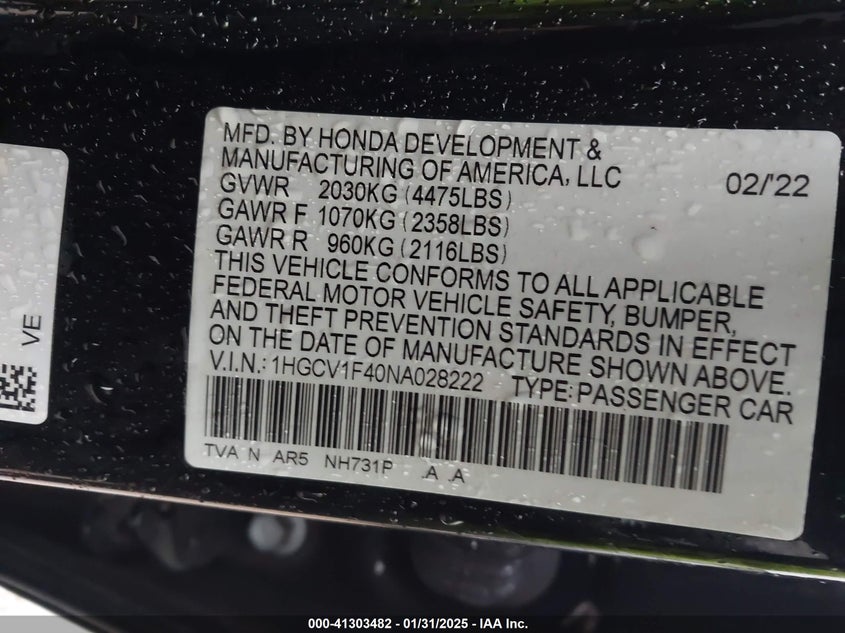 MFD. BY HONDA DEVELOPMENT &
MANUFACTURING OF AMERICA, LLC 02/'22
GVWR 2030KG (4475LBS)
GAWR F 1070KG (2358LBS)
GAWR R 960KG (2116LBS)
THIS VEHICLE CONFORMS TO ALL APPLICABLE
FEDERAL MOTOR VEHICLE SAFETY, BUMPER,
AND THEFT PREVENTION STANDARDS IN EFFECT
ON THE DATE OF MANUFACTURE SHOWN ABOVE.
V.I.N.: 1HGCV1F40NA028222 TYPE: PASSENGER CAR
TVA N AR5 NH731P A A
VE
000-41303482 - 01/31/2025 - IAA Inc.